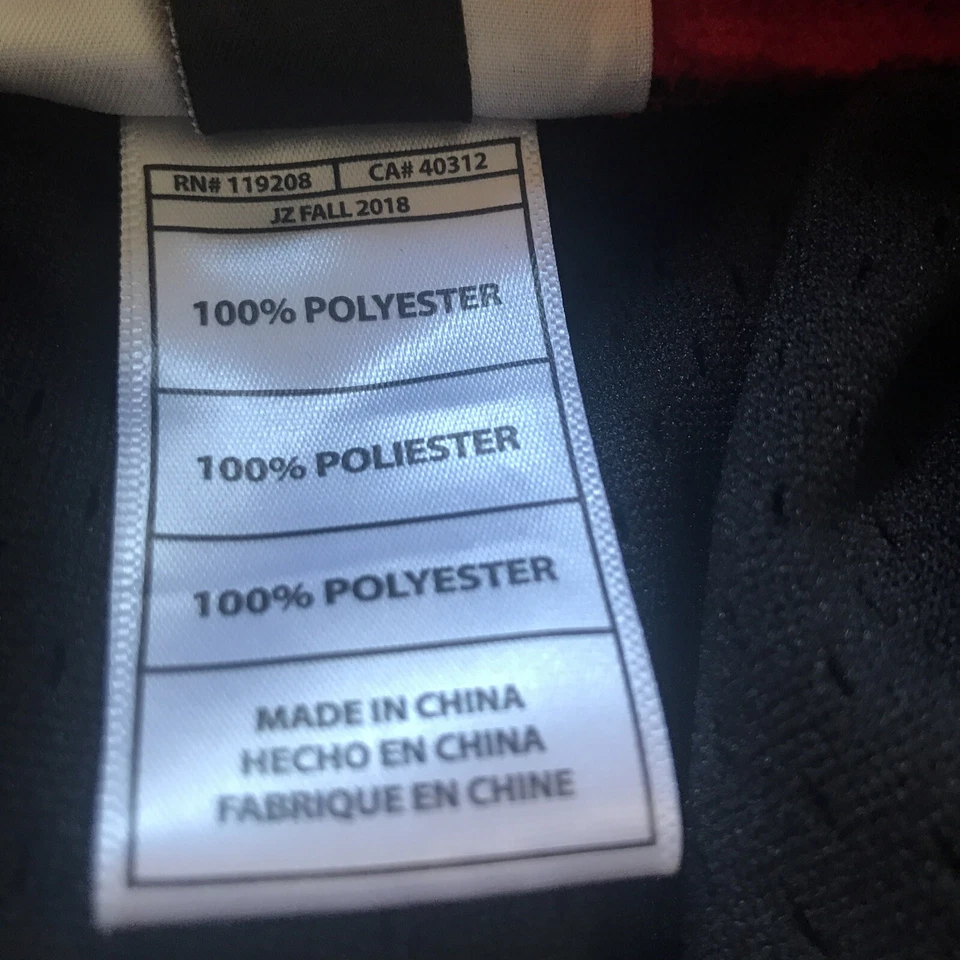 RN# 119208 CA# 40312
JZ FALL 2018
100% POLYESTER
100% POLIESTER
100% POLYESTER
MADE IN CHINA
HECHO EN CHINA
FABRIQUE EN CHINE